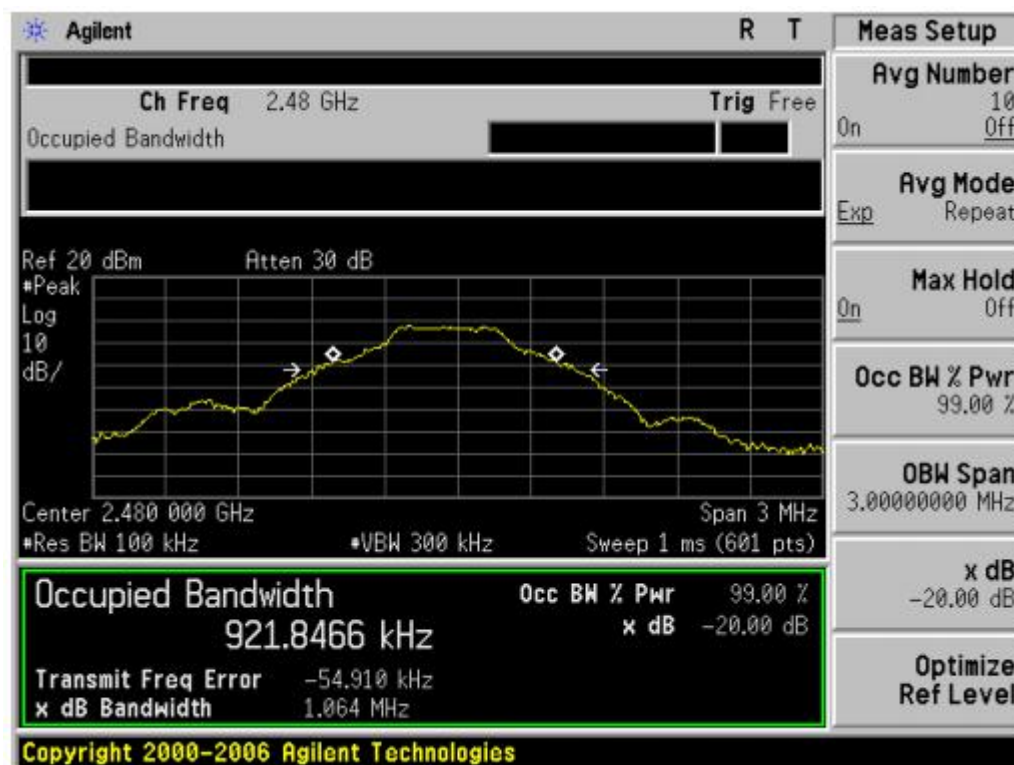 Agilent R T
Ch Freq 2.48 GHz Trig Free
Occupied Bandwidth
Ref 20 dBm Atten 30 dB
#Peak
Log
10
dB/
Center 2.480 000 GHz Span 3 MHz
#Res BW 100 kHz #VBW 300 kHz Sweep 1 ms (601 pts)
Occupied Bandwidth Occ BW % Pwr 99.00 %
921.8466 kHz x dB -20.00 dB
Transmit Freq Error -54.910 kHz
x dB Bandwidth 1.064 MHz
Copyright 2000-2006 Agilent Technologies
Meas Setup
Avg Number
10
On Off
Avg Mode
Exp Repeat
Max Hold
On Off
Occ BW % Pwr
99.00 %
OBW Span
3.00000000 MHz
x dB
-20.00 dB
Optimize
Ref Level